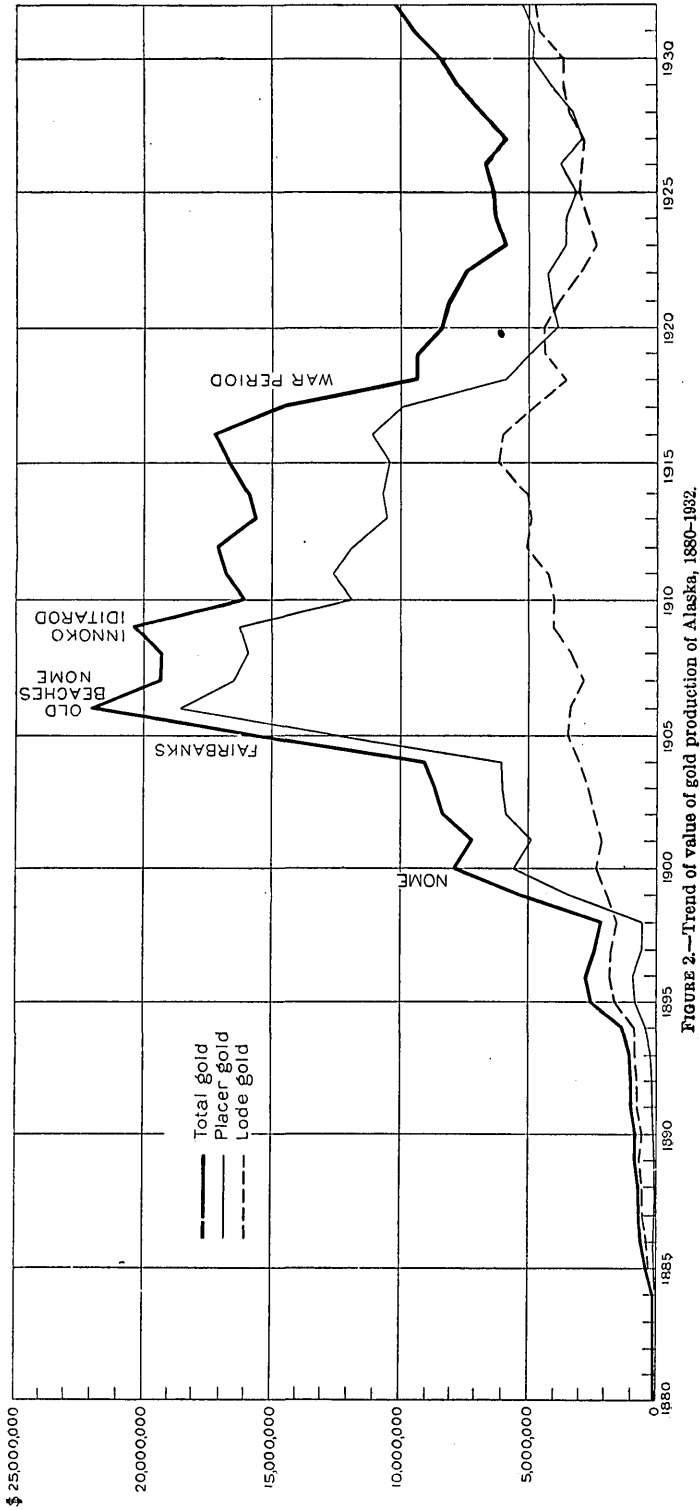 $ 25,000,000
20,000,000
15,000,000
10,000,000
5,000,000
0
Total gold
Placer gold
Lode gold
NOME
FAIRBANKS
OLD
BEACHES
NOME
INNOKO
IDITAROD
WAR PERIOD
1880
1885
1890
1895
1900
1905
1910
1915
1920
1925
1930
FIGURE 2.—Trend of value of gold production of Alaska, 1880–1932.